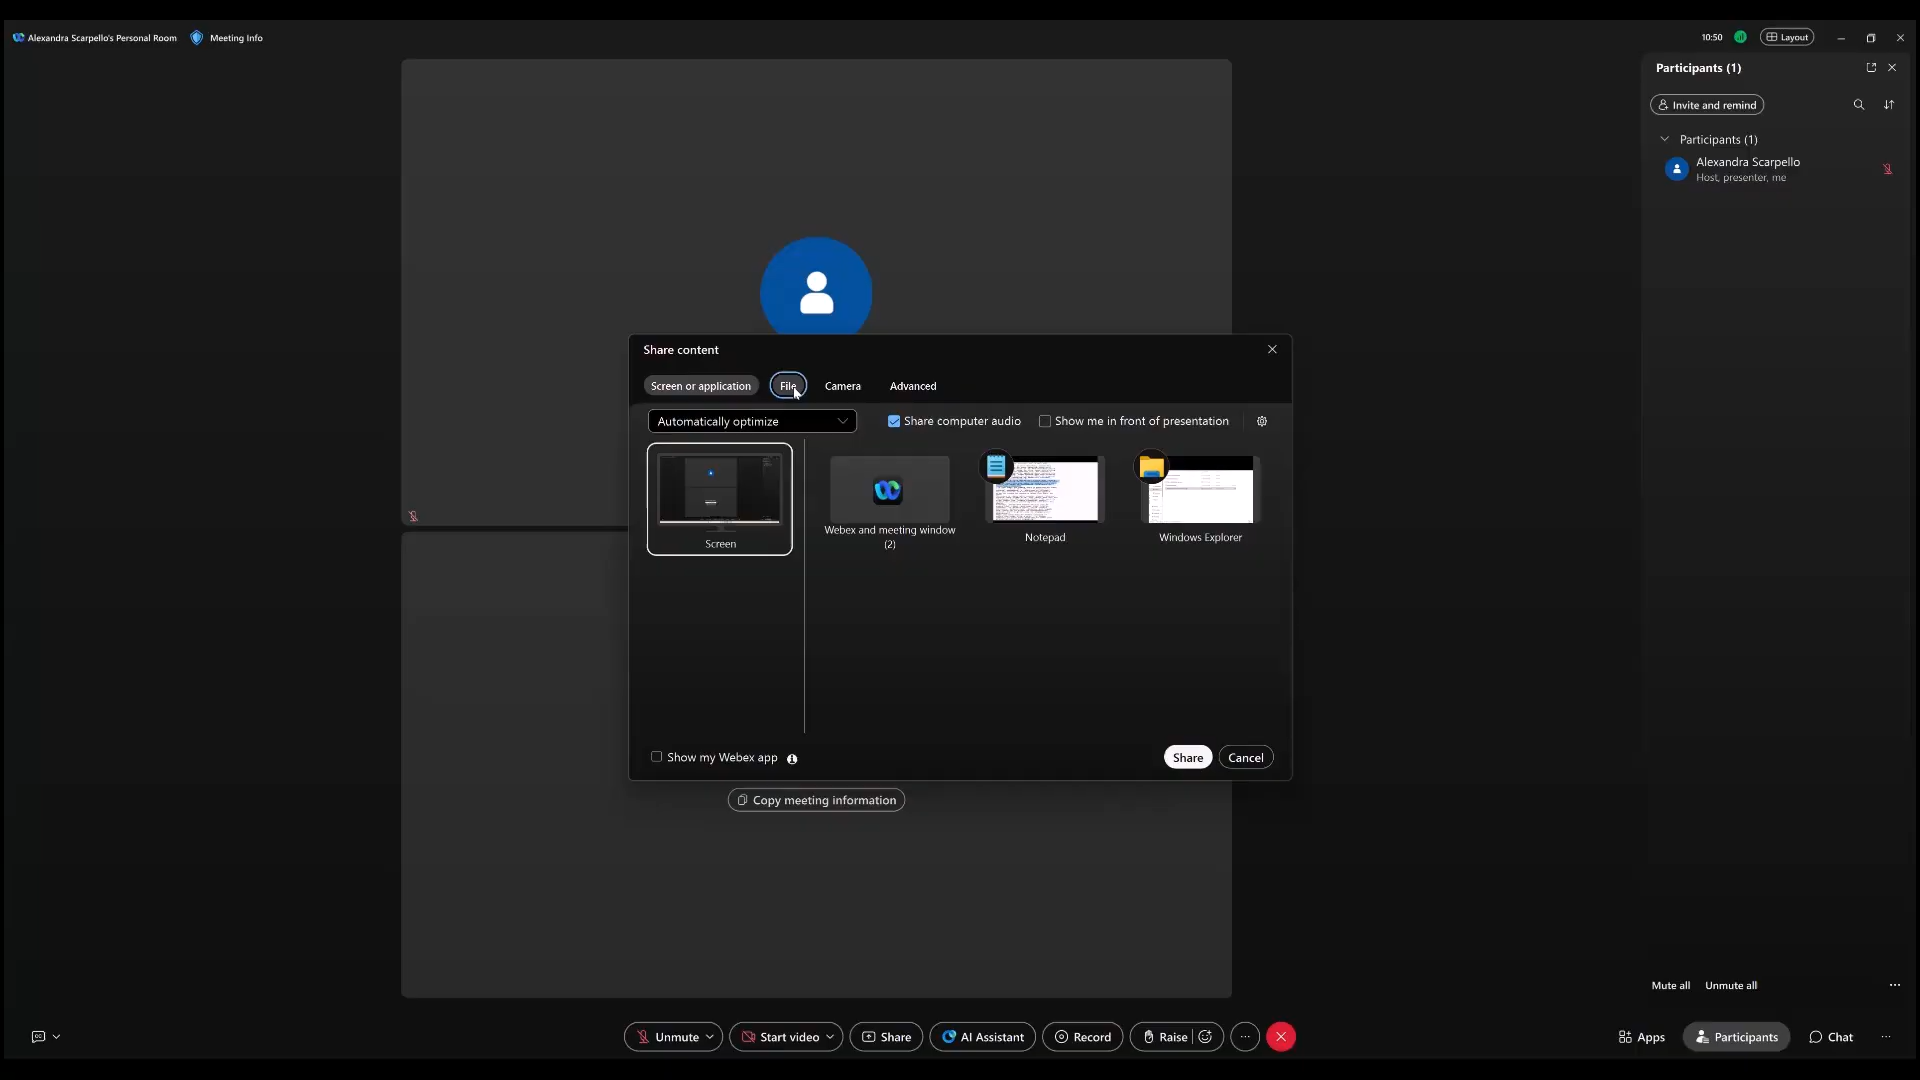 Alexandra Scarpello's Personal Room
Meeting Info
10:50
Layout
Participants (1)
Invite and remind
Participants (1)
Alexandra Scarpello
Host, presenter, me
Share content
Screen or application
File
Camera
Advanced
Automatically optimize
Share computer audio
Show me in front of presentation
Screen
Webex and meeting window
(2)
Notepad
Windows Explorer
Show my Webex app
Share
Cancel
Copy meeting information
Mute all
Unmute all
Unmute
Start video
Share
AI Assistant
Record
Raise
Apps
Participants
Chat